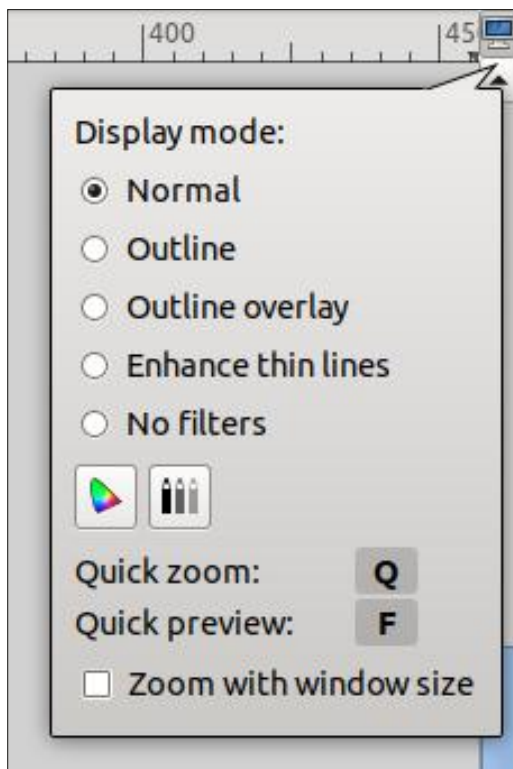 400
45
Display mode:
Normal
Outline
Outline overlay
Enhance thin lines
No filters
Quick zoom: Q
Quick preview: F
Zoom with window size